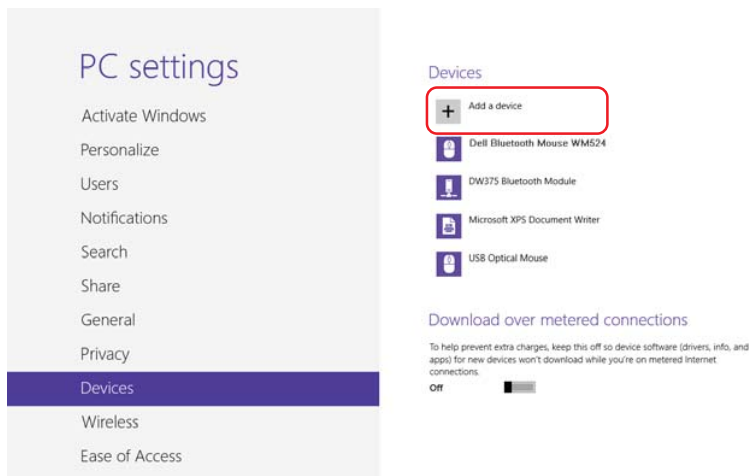 PC settings
Activate Windows
Personalize
Users
Notifications
Search
Share
General
Privacy
Devices
Wireless
Ease of Access
Devices
Add a device
Dell Bluetooth Mouse WM524
DW375 Bluetooth Module
Microsoft XPS Document Writer
USB Optical Mouse
Download over metered connections
To help prevent extra charges, keep this off so device software (drivers, info, and
apps) for new devices won't download while you're on metered Internet
connections.
Off